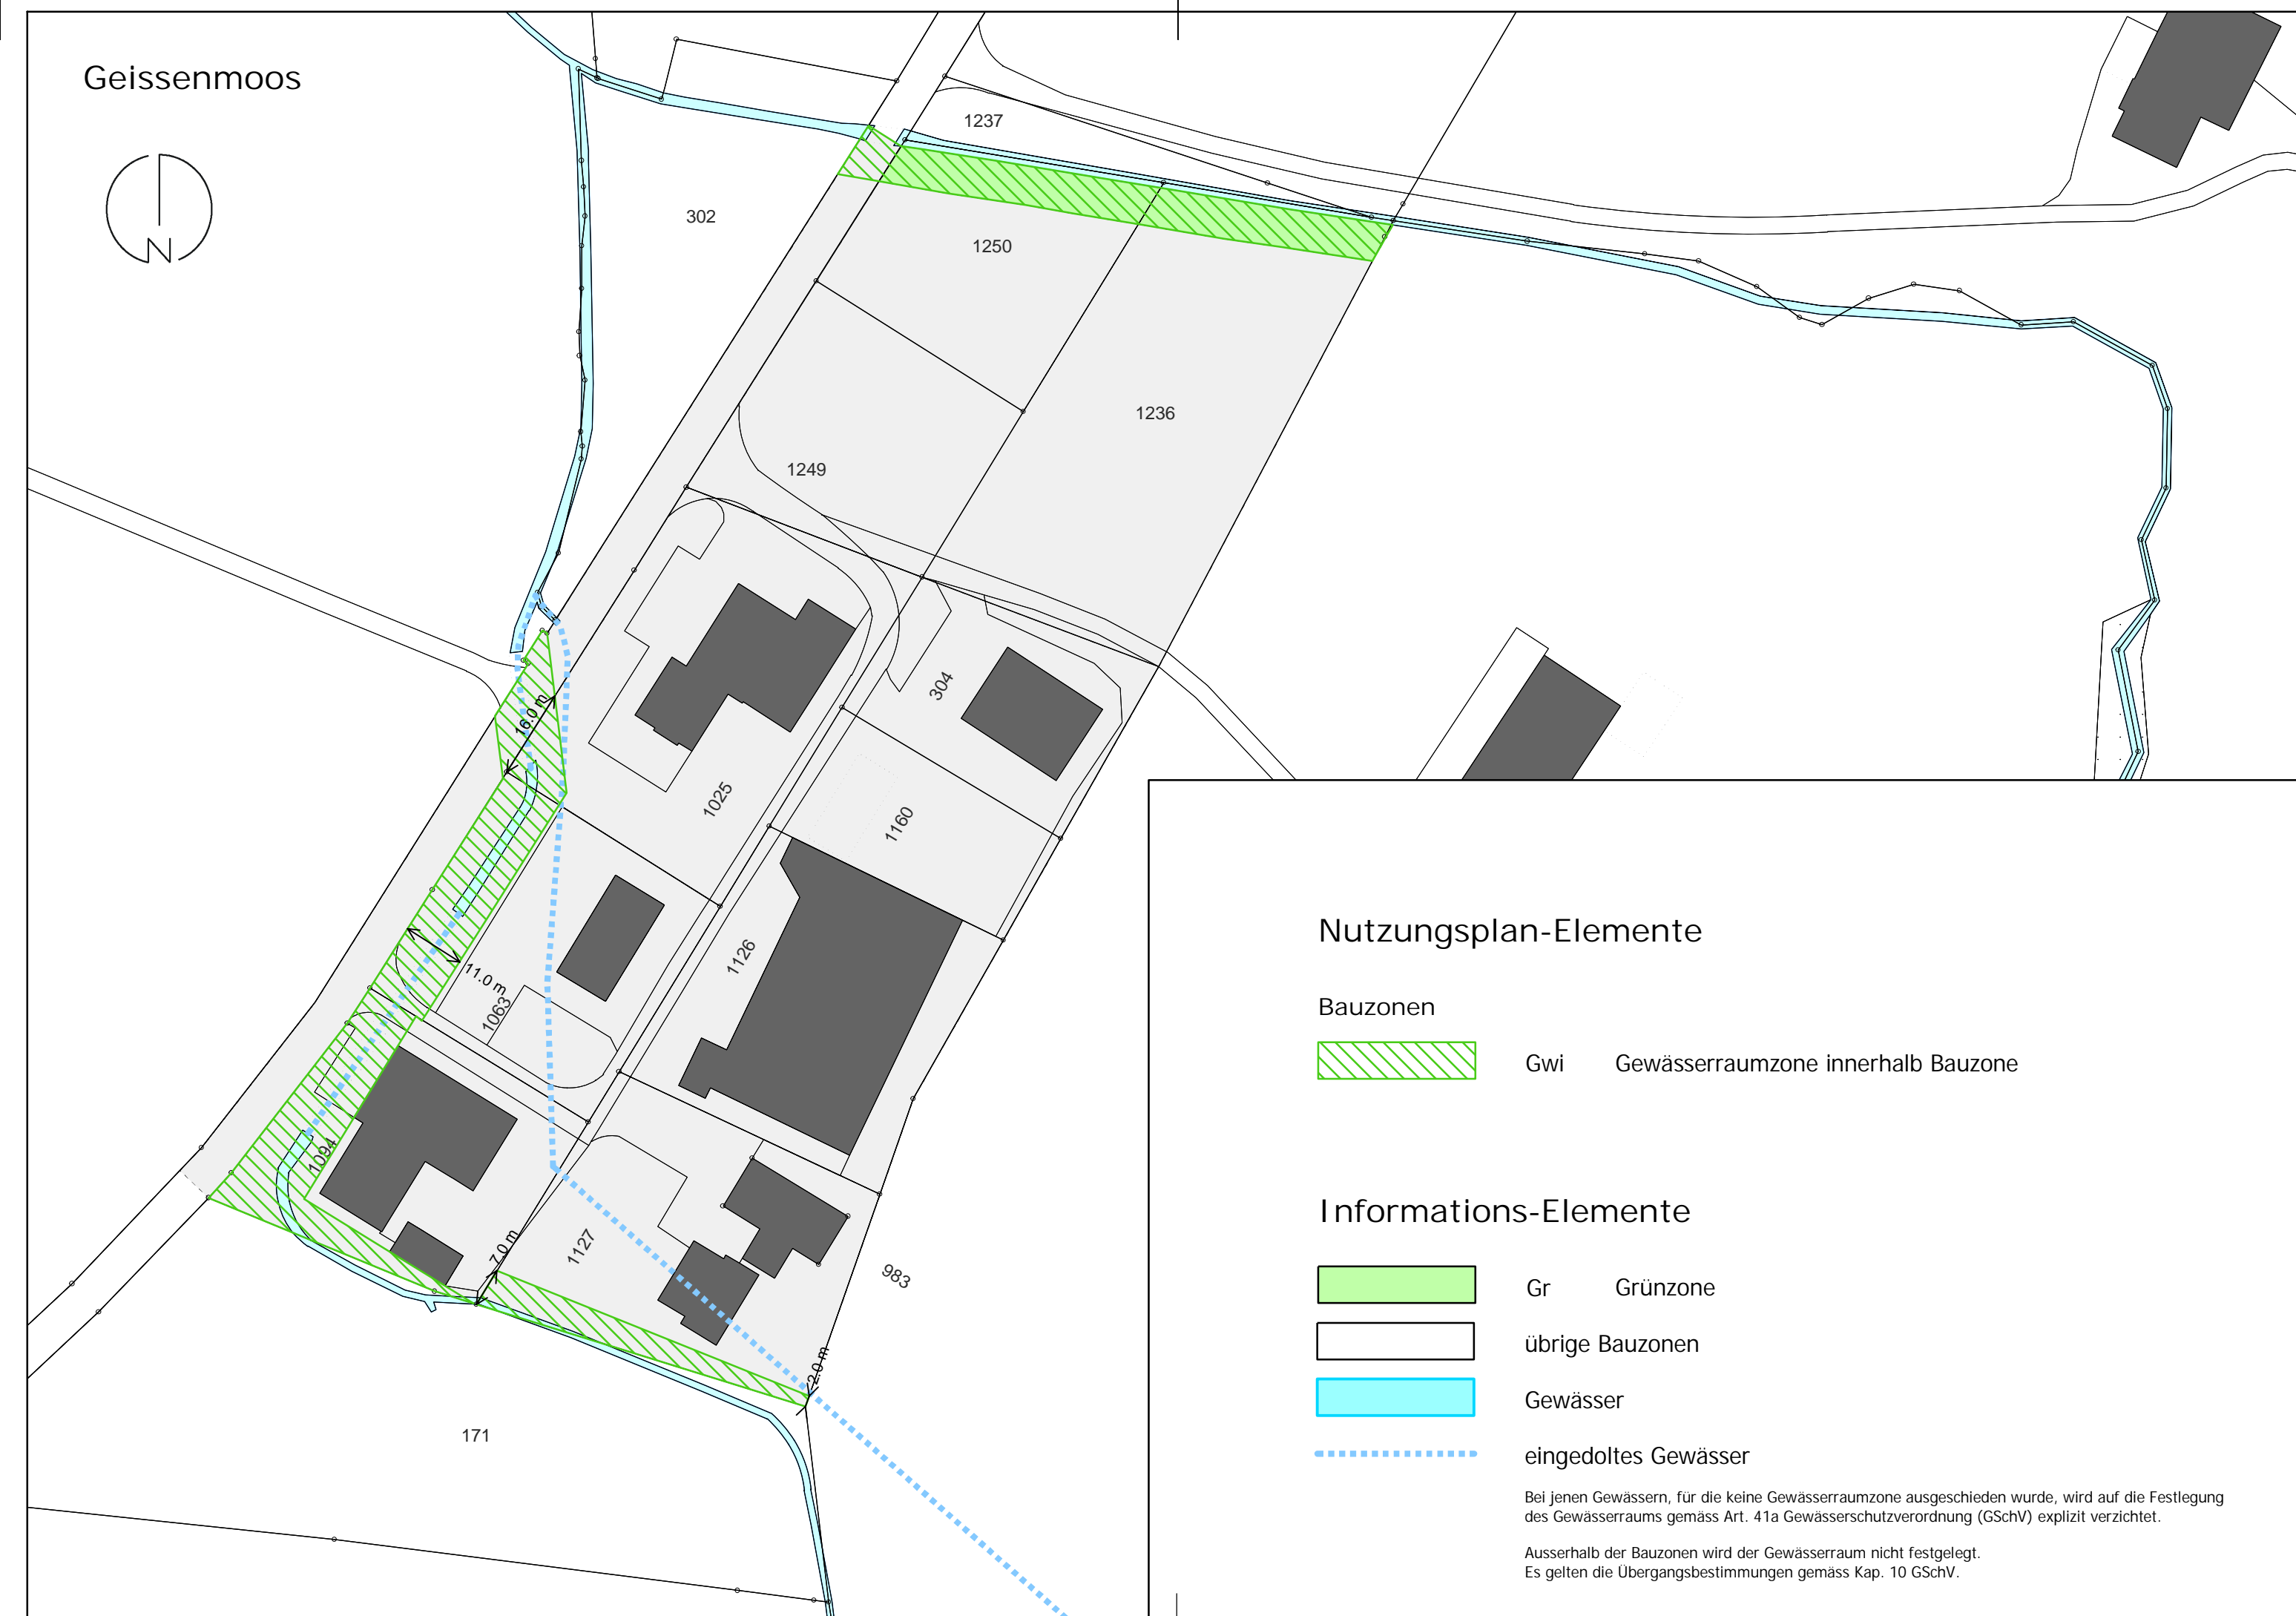 Geissenmoos
N
1237
302
1250
1236
1249
304
16.0 m
1025
1160
1126
11.0 m
1063
1094
7.0 m
1127
983
2.0 m
171
Nutzungsplan-Elemente
Bauzonen
Gwi Gewässerraumzone innerhalb Bauzone
Informations-Elemente
Gr Grünzone
übrige Bauzonen
Gewässer
eingedoltes Gewässer
Bei jenen Gewässern, für die keine Gewässerraumzone ausgeschieden wurde, wird auf die Festlegung
des Gewässerraums gemäss Art. 41a Gewässerschutzverordnung (GSchV) explizit verzichtet.
Ausserhalb der Bauzonen wird der Gewässerraum nicht festgelegt.
Es gelten die Übergangsbestimmungen gemäss Kap. 10 GSchV.